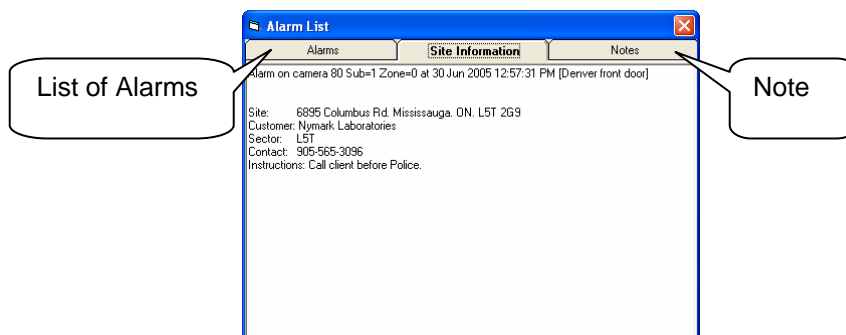 Alarm List
Alarms Site Information Notes
List of Alarms
Note
Alarm on camera 80 Sub=1 Zone=0 at 30 Jun 2005 12:57:31 PM [Denver front door]
Site: 6895 Columbus Rd. Mississauga. ON. L5T 2G9
Customer: Nymark Laboratories
Sector: L5T
Contact: 905-565-3096
Instructions: Call client before Police.